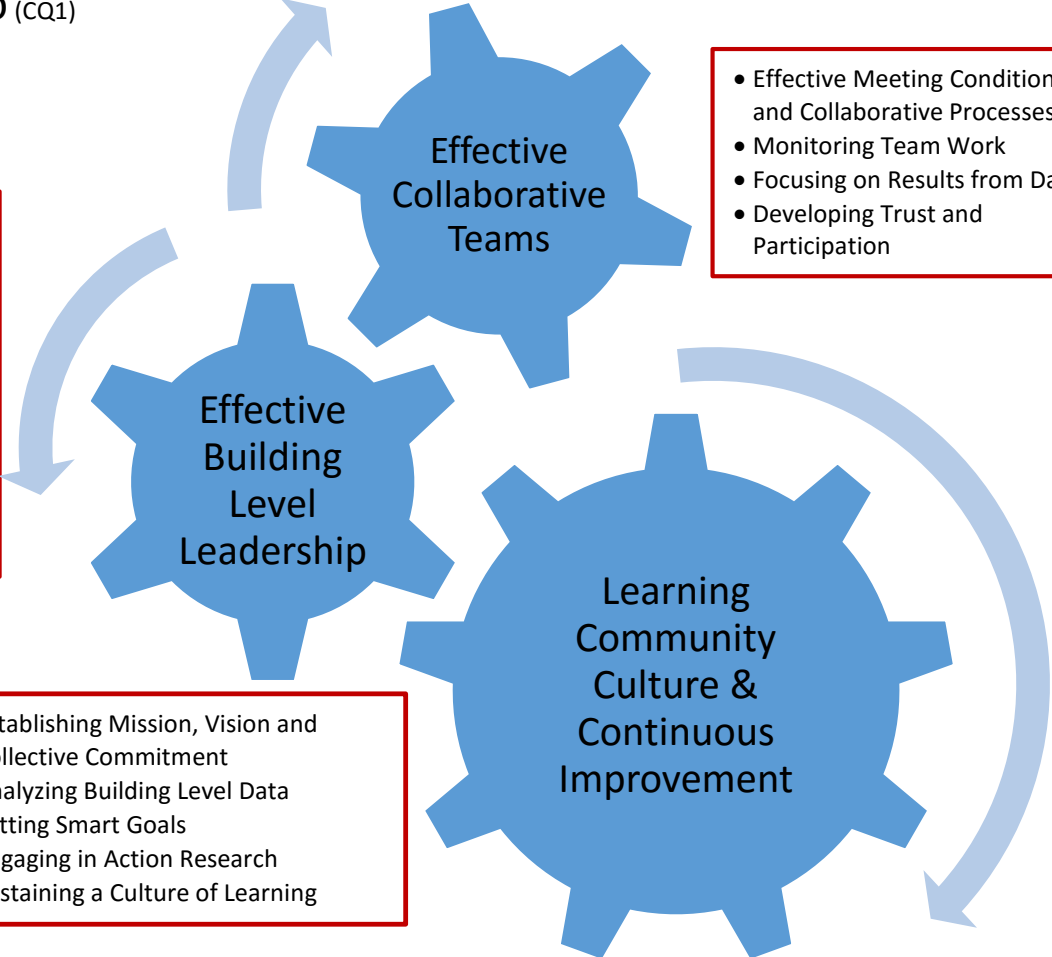 (CQ1)
• Effective Meeting Condition
and Collaborative Processes
• Monitoring Team Work
• Focusing on Results from Da
• Developing Trust and
Participation
Effective
Collaborative
Teams
Effective
Building
Level
Leadership
Learning
Community
Culture &
Continuous
Improvement
tablishing Mission, Vision and
ollective Commitment
nalyzing Building Level Data
tting Smart Goals
gaging in Action Research
staining a Culture of Learning